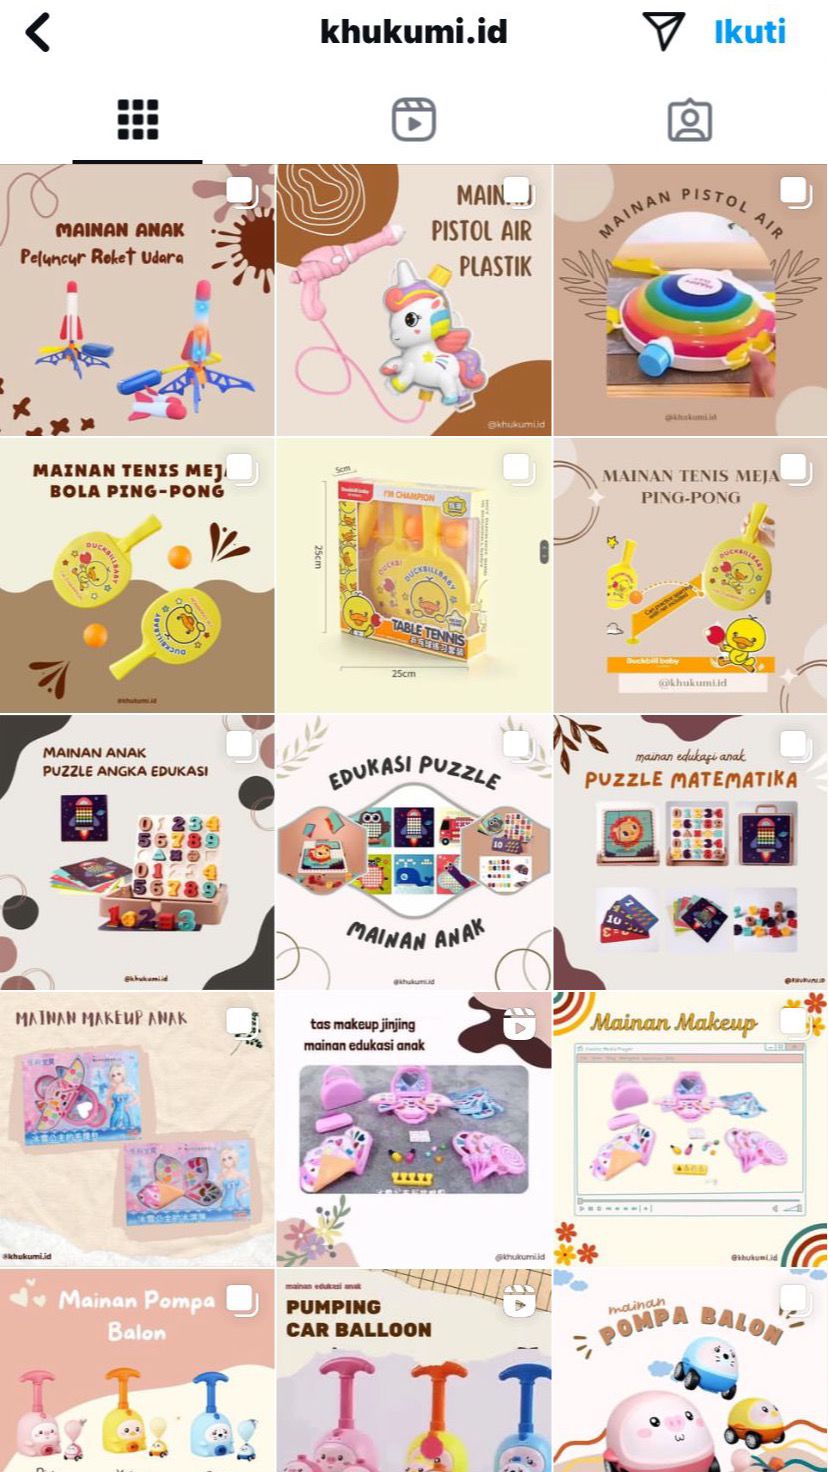 khukumi.id
Ikuti
MAINAN ANAK
Peluncur Roket Udara
PISTOL AIR
PLASTIK
@khukumi.id
MAINAN PISTOL AIR
@khukumi.id
MAINAN TENIS
BOLA PING-PONG
DUCKBILLBABY
DUCKBILLBABY
@khukumi.id
5cm
25cm
Duckbill baby
I'M CHAMPION
DUCKBILLBABY
TABLE TENNIS
25cm
MAINAN TENIS MEJA
PING-PONG
DUCKBILLBABY
Duckbill baby
@khukumi.id
MAINAN ANAK
PUZZLE ANGKA EDUKASI
@khukumi.id
EDUKASI PUZZLE
MAINAN ANAK
@khukumi.id
mainan edukasi anak
PUZZLE MATEMATIKA
@khukumi.id
MAINAN MAKEUP ANAK
@khukumi.id
tas makeup jinjing
mainan edukasi anak
@khukumi.id
Mainan Makeup
@khukumi.id
Mainan Pompa
Balon
mainan edukasi anak
PUMPING
CAR BALLOON
mainan
POMPA BALON